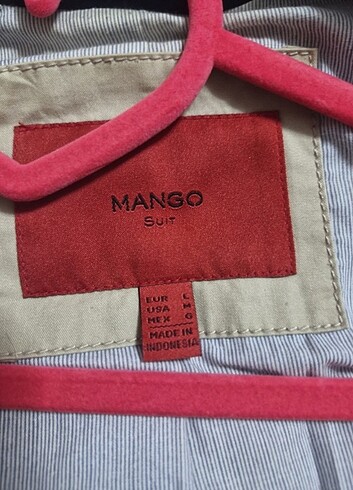 MANGO
SUIT
EUR L
USA M
MEX G
MADE IN
INDONESIA